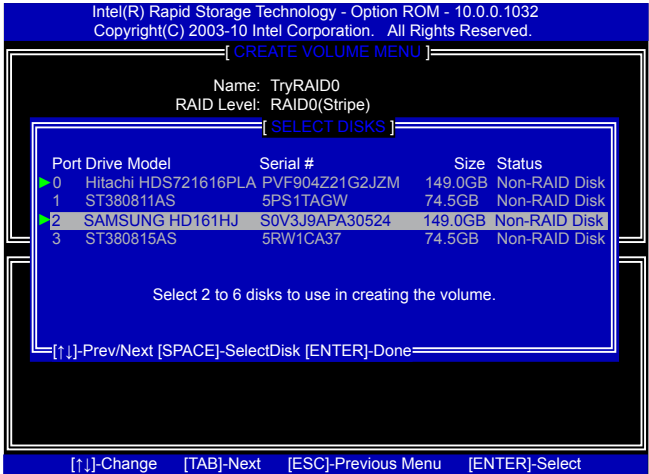 Intel(R) Rapid Storage Technology - Option ROM - 10.0.0.1032
Copyright(C) 2003-10 Intel Corporation. All Rights Reserved.
[ CREATE VOLUME MENU ]
Name: TryRAID0
RAID Level: RAID0(Stripe)
[ SELECT DISKS ]
Port Drive Model Serial # Size Status
0 Hitachi HDS721616PLA PVF904Z21G2JZM 149.0GB Non-RAID Disk
1 ST380811AS 5PS1TAGW 74.5GB Non-RAID Disk
2 SAMSUNG HD161HJ S0V3J9APA30524 149.0GB Non-RAID Disk
3 ST380815AS 5RW1CA37 74.5GB Non-RAID Disk
Select 2 to 6 disks to use in creating the volume.
[↑↓]-Prev/Next [SPACE]-SelectDisk [ENTER]-Done
[↑↓]-Change [TAB]-Next [ESC]-Previous Menu [ENTER]-Select